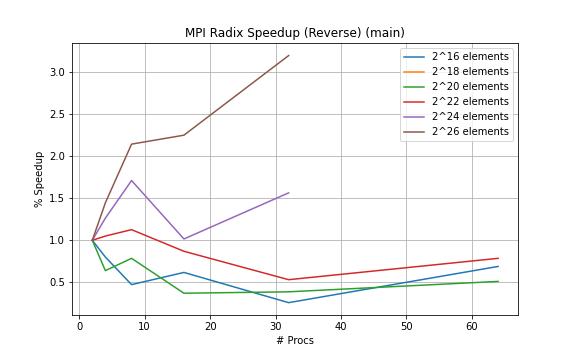 MPI Radix Speedup (Reverse) (main)
2^16 elements
2^18 elements
2^20 elements
2^22 elements
2^24 elements
2^26 elements
% Speedup
3.0
2.5
2.0
1.5
1.0
0.5
0 10 20 30 40 50 60
# Procs